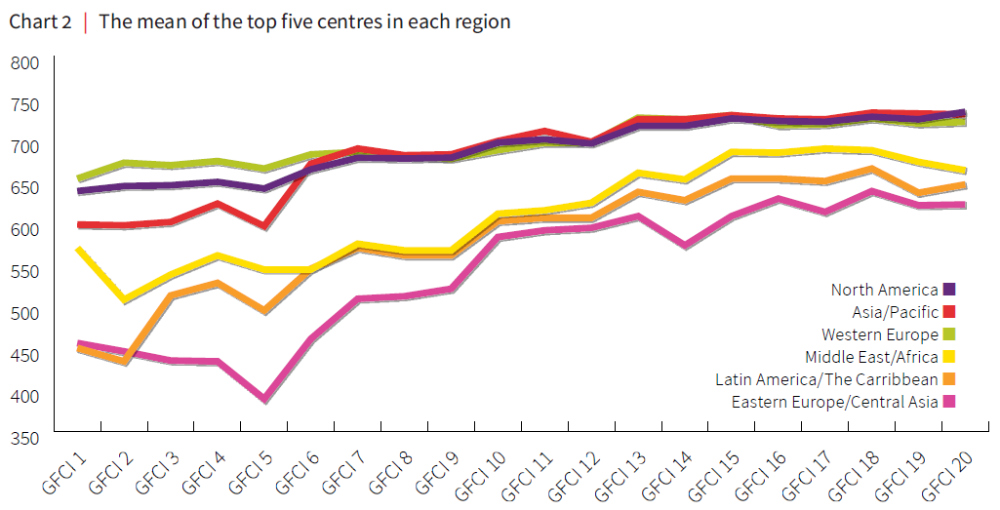 Chart 2 | The mean of the top five centres in each region
800
750
700
650
600
550
500
450
400
350
North America
Asia/Pacific
Western Europe
Middle East/Africa
Latin America/The Carribbean
Eastern Europe/Central Asia
GFCI 1
GFCI 2
GFCI 3
GFCI 4
GFCI 5
GFCI 6
GFCI 7
GFCI 8
GFCI 9
GFCI 10
GFCI 11
GFCI 12
GFCI 13
GFCI 14
GFCI 15
GFCI 16
GFCI 17
GFCI 18
GFCI 19
GFCI 20